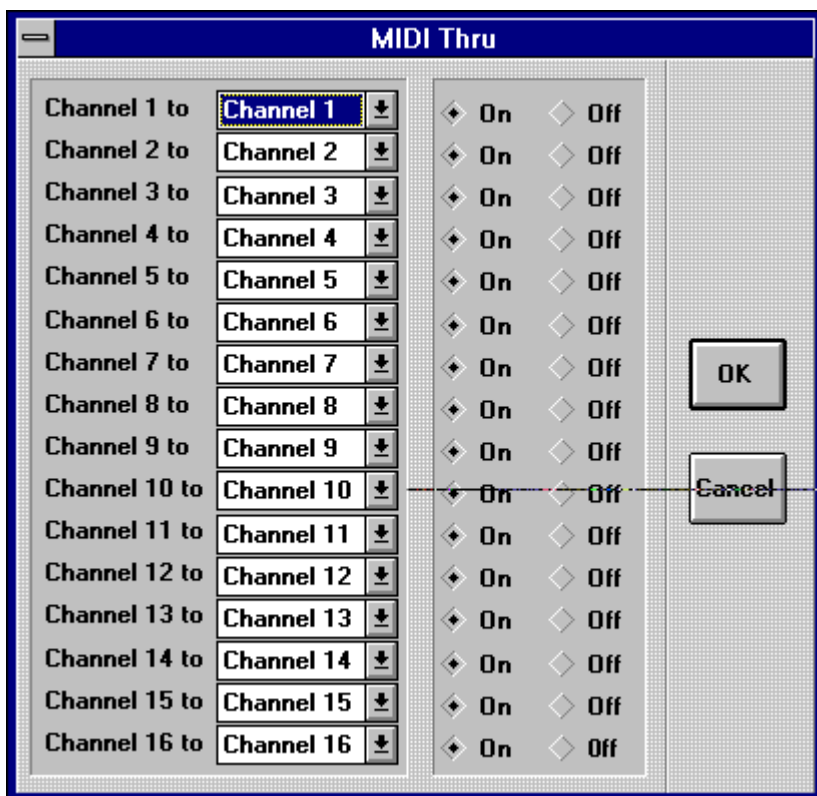 MIDI Thru
Channel 1 to Channel 1 On Off
Channel 2 to Channel 2 On Off
Channel 3 to Channel 3 On Off
Channel 4 to Channel 4 On Off
Channel 5 to Channel 5 On Off
Channel 6 to Channel 6 On Off
Channel 7 to Channel 7 On Off
Channel 8 to Channel 8 On Off
Channel 9 to Channel 9 On Off
Channel 10 to Channel 10 On Off
Channel 11 to Channel 11 On Off
Channel 12 to Channel 12 On Off
Channel 13 to Channel 13 On Off
Channel 14 to Channel 14 On Off
Channel 15 to Channel 15 On Off
Channel 16 to Channel 16 On Off
OK
Cancel